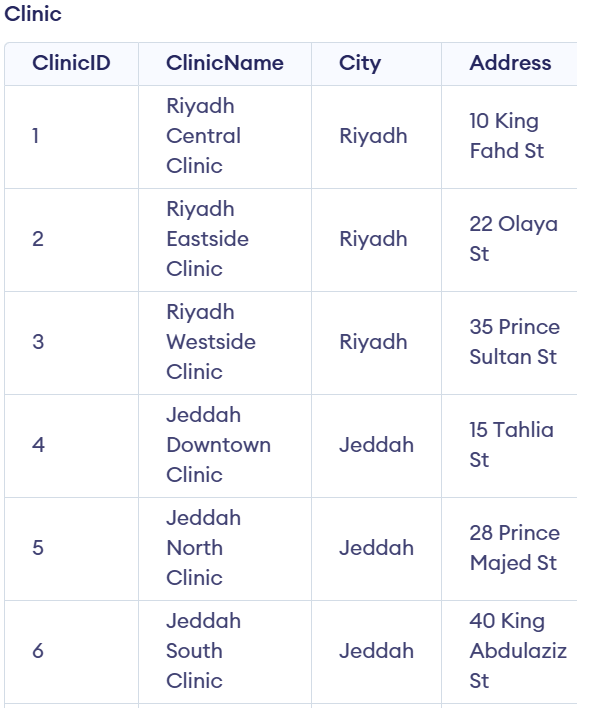 Clinic
ClinicID ClinicName City Address
1 Riyadh Central Clinic Riyadh 10 King Fahd St
2 Riyadh Eastside Clinic Riyadh 22 Olaya St
3 Riyadh Westside Clinic Riyadh 35 Prince Sultan St
4 Jeddah Downtown Clinic Jeddah 15 Tahlia St
5 Jeddah North Clinic Jeddah 28 Prince Majed St
6 Jeddah South Clinic Jeddah 40 King Abdulaziz St